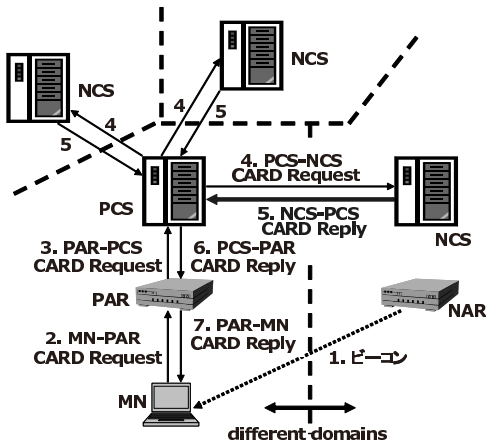 NCS
NCS
4
5
4
5
PCS
4. PCS-NCS
CARD Request
5. NCS-PCS
CARD Reply
NCS
3. PAR-PCS
CARD Request
6. PCS-PAR
CARD Reply
PAR
NAR
2. MN-PAR
CARD Request
7. PAR-MN
CARD Reply
1. ビーコン
MN
different domains